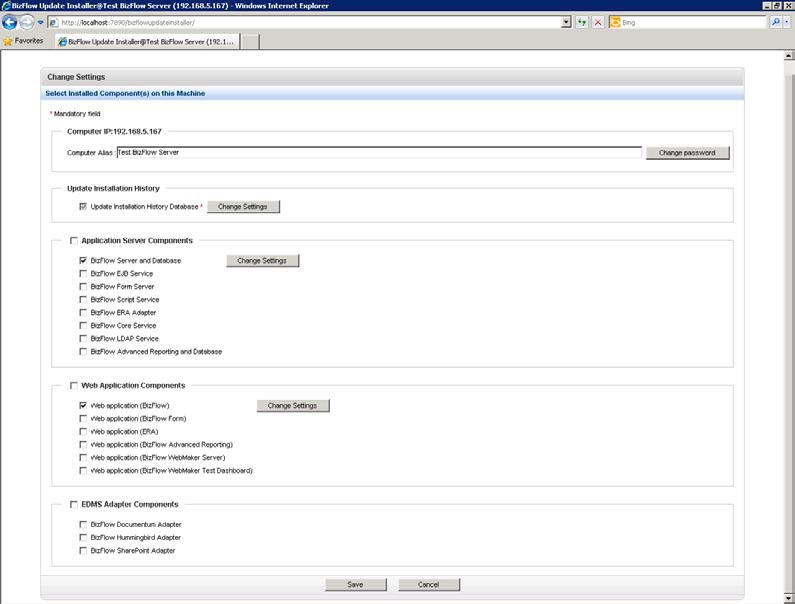 BizFlow Update Installer@Test BizFlow Server (192.168.5.167) - Windows Internet Explorer
http://localhost:7890/bizflowupdateinstaller/
Bing
Favorites
BizFlow Update Installer@Test BizFlow Server (192.1...
Change Settings
Select Installed Component(s) on this Machine
* Mandatory field
Computer IP:192.168.5.167
Computer Alias : Test BizFlow Server Change password
Update Installation History
Update Installation History Database * Change Settings
Application Server Components
BizFlow Server and Database Change Settings
BizFlow EJB Service
BizFlow Form Server
BizFlow Script Service
BizFlow ERA Adapter
BizFlow Core Service
BizFlow LDAP Service
BizFlow Advanced Reporting and Database
Web Application Components
Web application (BizFlow) Change Settings
Web application (BizFlow Form)
Web application (ERA)
Web application (BizFlow Advanced Reporting)
Web application (BizFlow WebMaker Server)
Web application (BizFlow WebMaker Test Dashboard)
EDMS Adapter Components
BizFlow Documentum Adapter
BizFlow Hummingbird Adapter
BizFlow SharePoint Adapter
Save Cancel